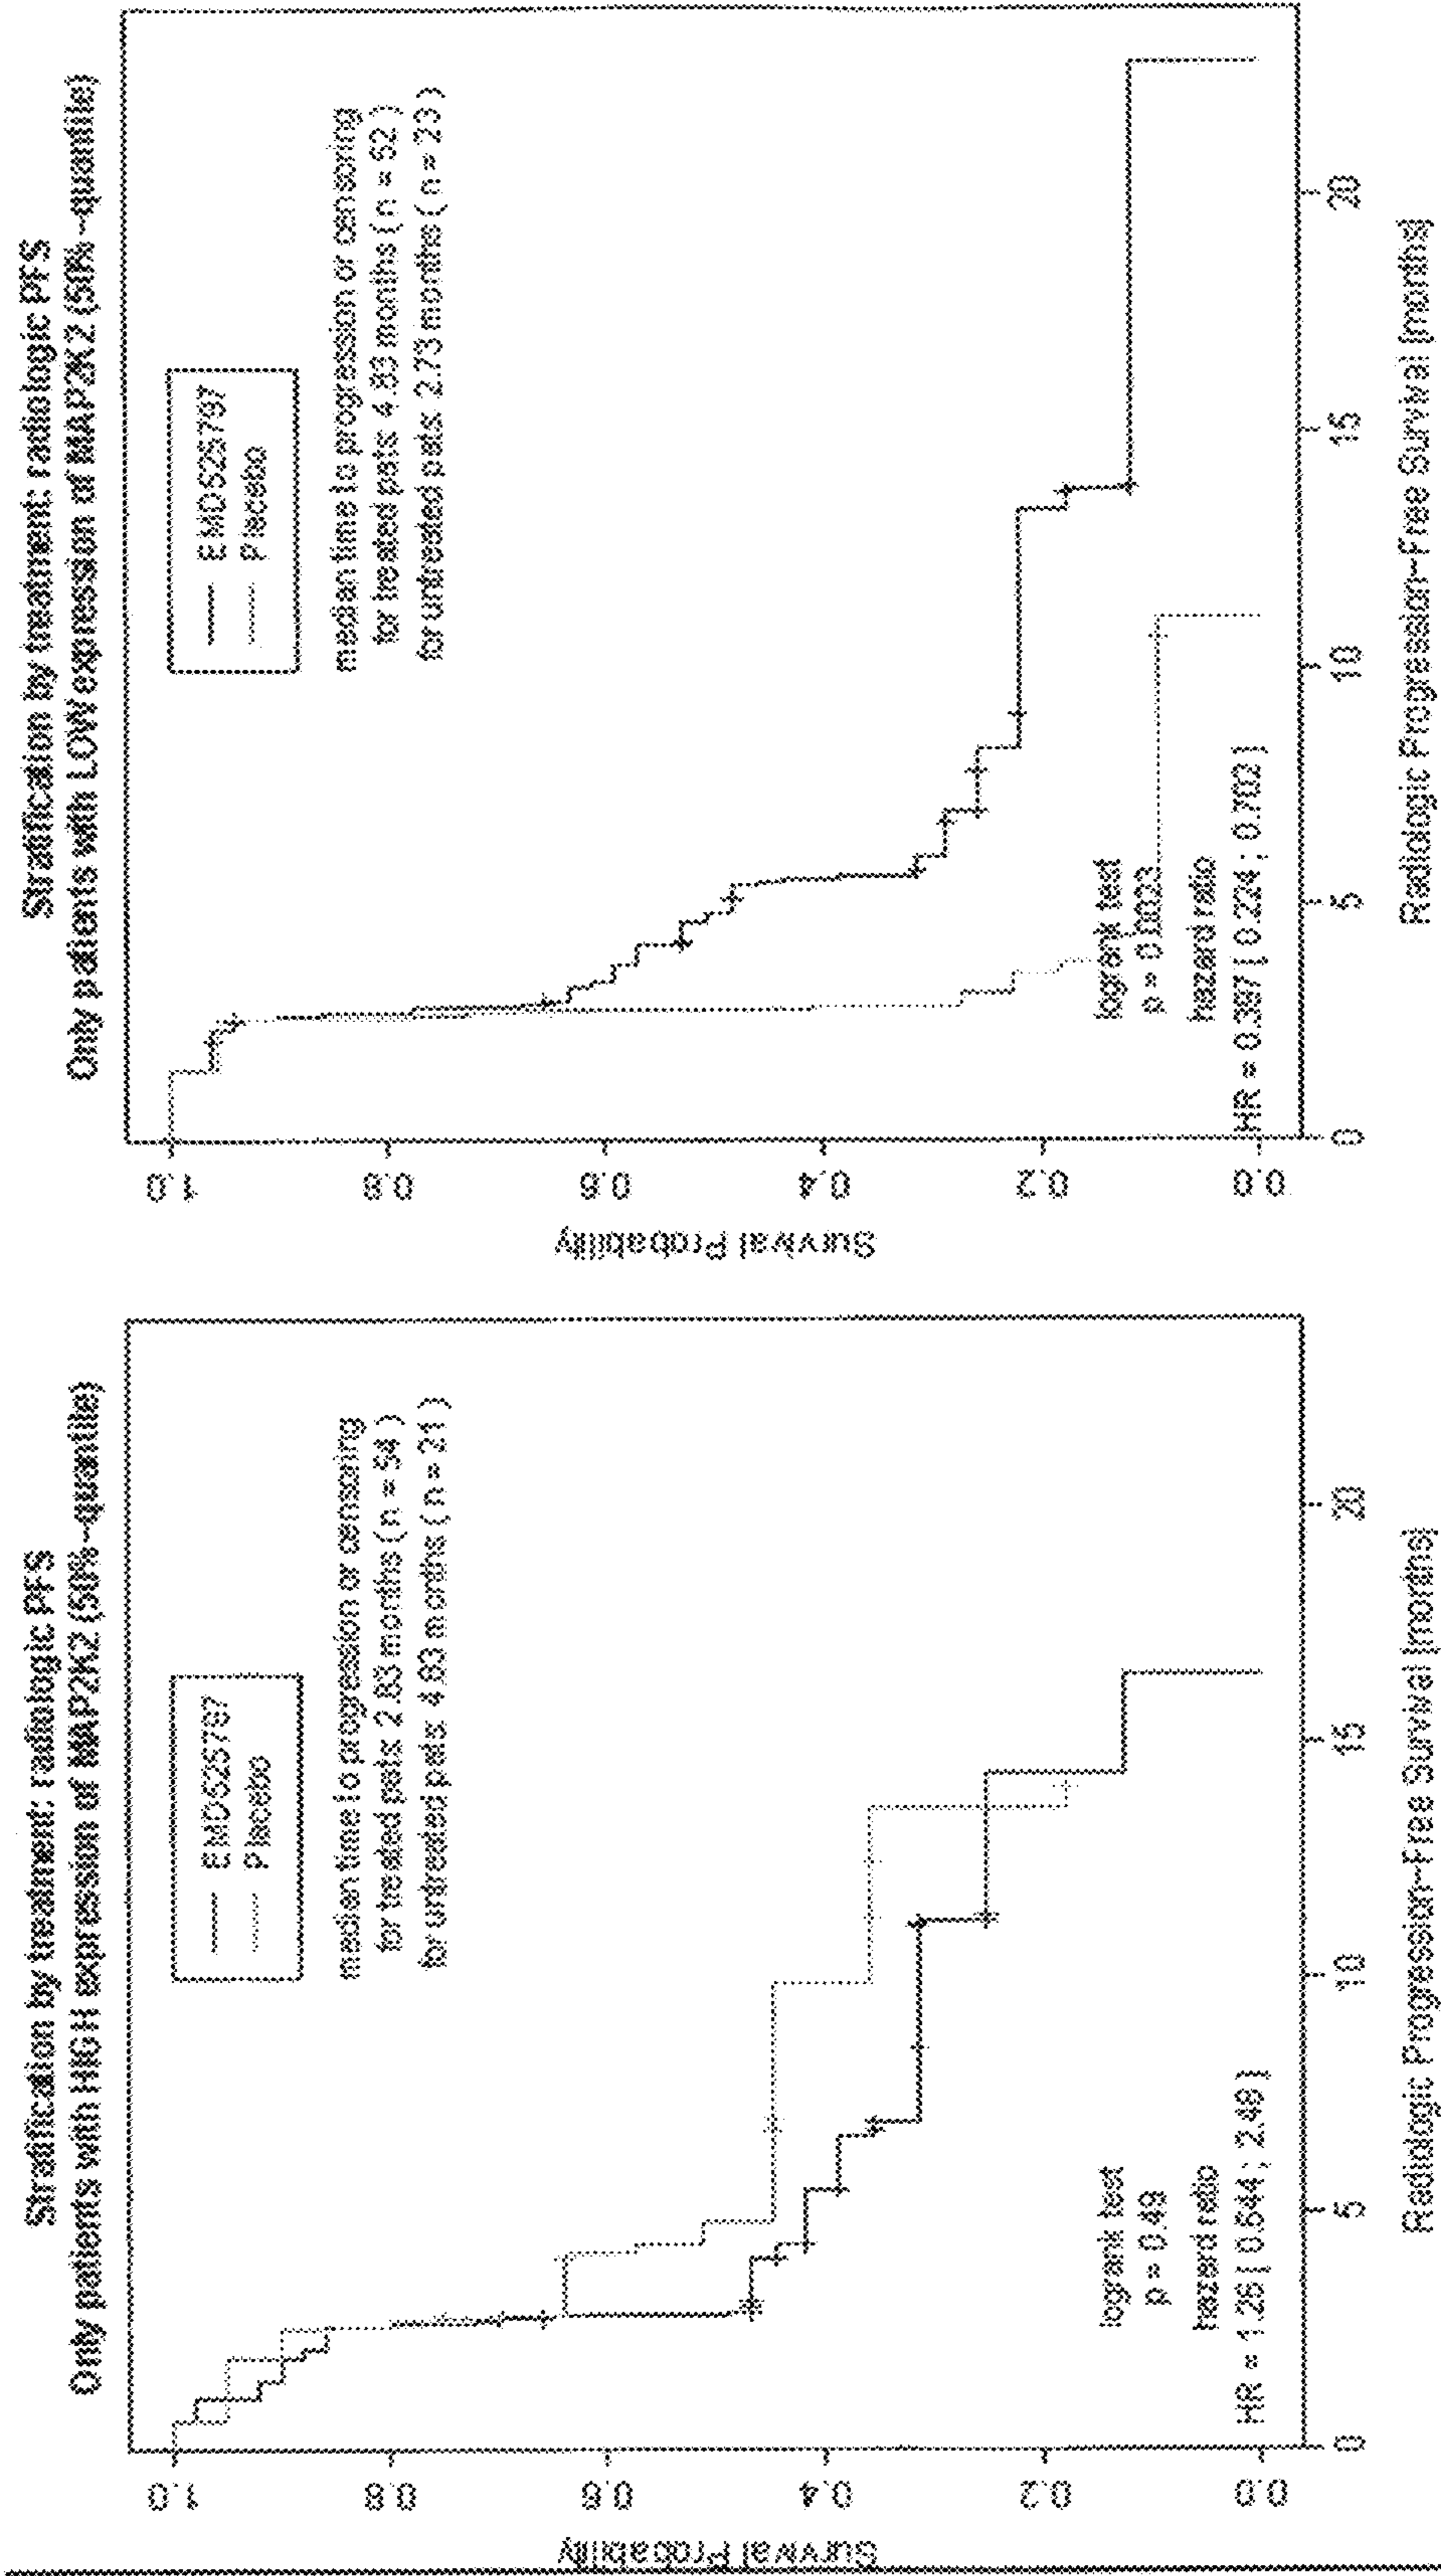 Stratification by treatment: radiologic PFS
Only patients with HIGH expression of MAP2K2 (50%-quantile)
EMD525797
Placebo
median time to progression or censoring
for treated pats: 2.83 months ( n = 54 )
for untreated pats: 4.83 months ( n = 21 )
logrank test
p = 0.49
hazard ratio
HR = 1.26 [ 0.644 ; 2.48 ]
Survival Probability
1.0
0.8
0.6
0.4
0.2
0.0
0
5
10
15
20
Radiologic Progression-Free Survival [months]
Stratification by treatment: radiologic PFS
Only patients with LOW expression of MAP2K2 (50%-quantile)
EMD525797
Placebo
median time to progression or censoring
for treated pats: 4.83 months ( n = 52 )
for untreated pats: 2.73 months ( n = 23 )
logrank test
p = 0.0023
hazard ratio
HR = 0.397 [ 0.224 ; 0.702 ]
Survival Probability
1.0
0.8
0.6
0.4
0.2
0.0
0
5
10
15
20
Radiologic Progression-Free Survival [months]